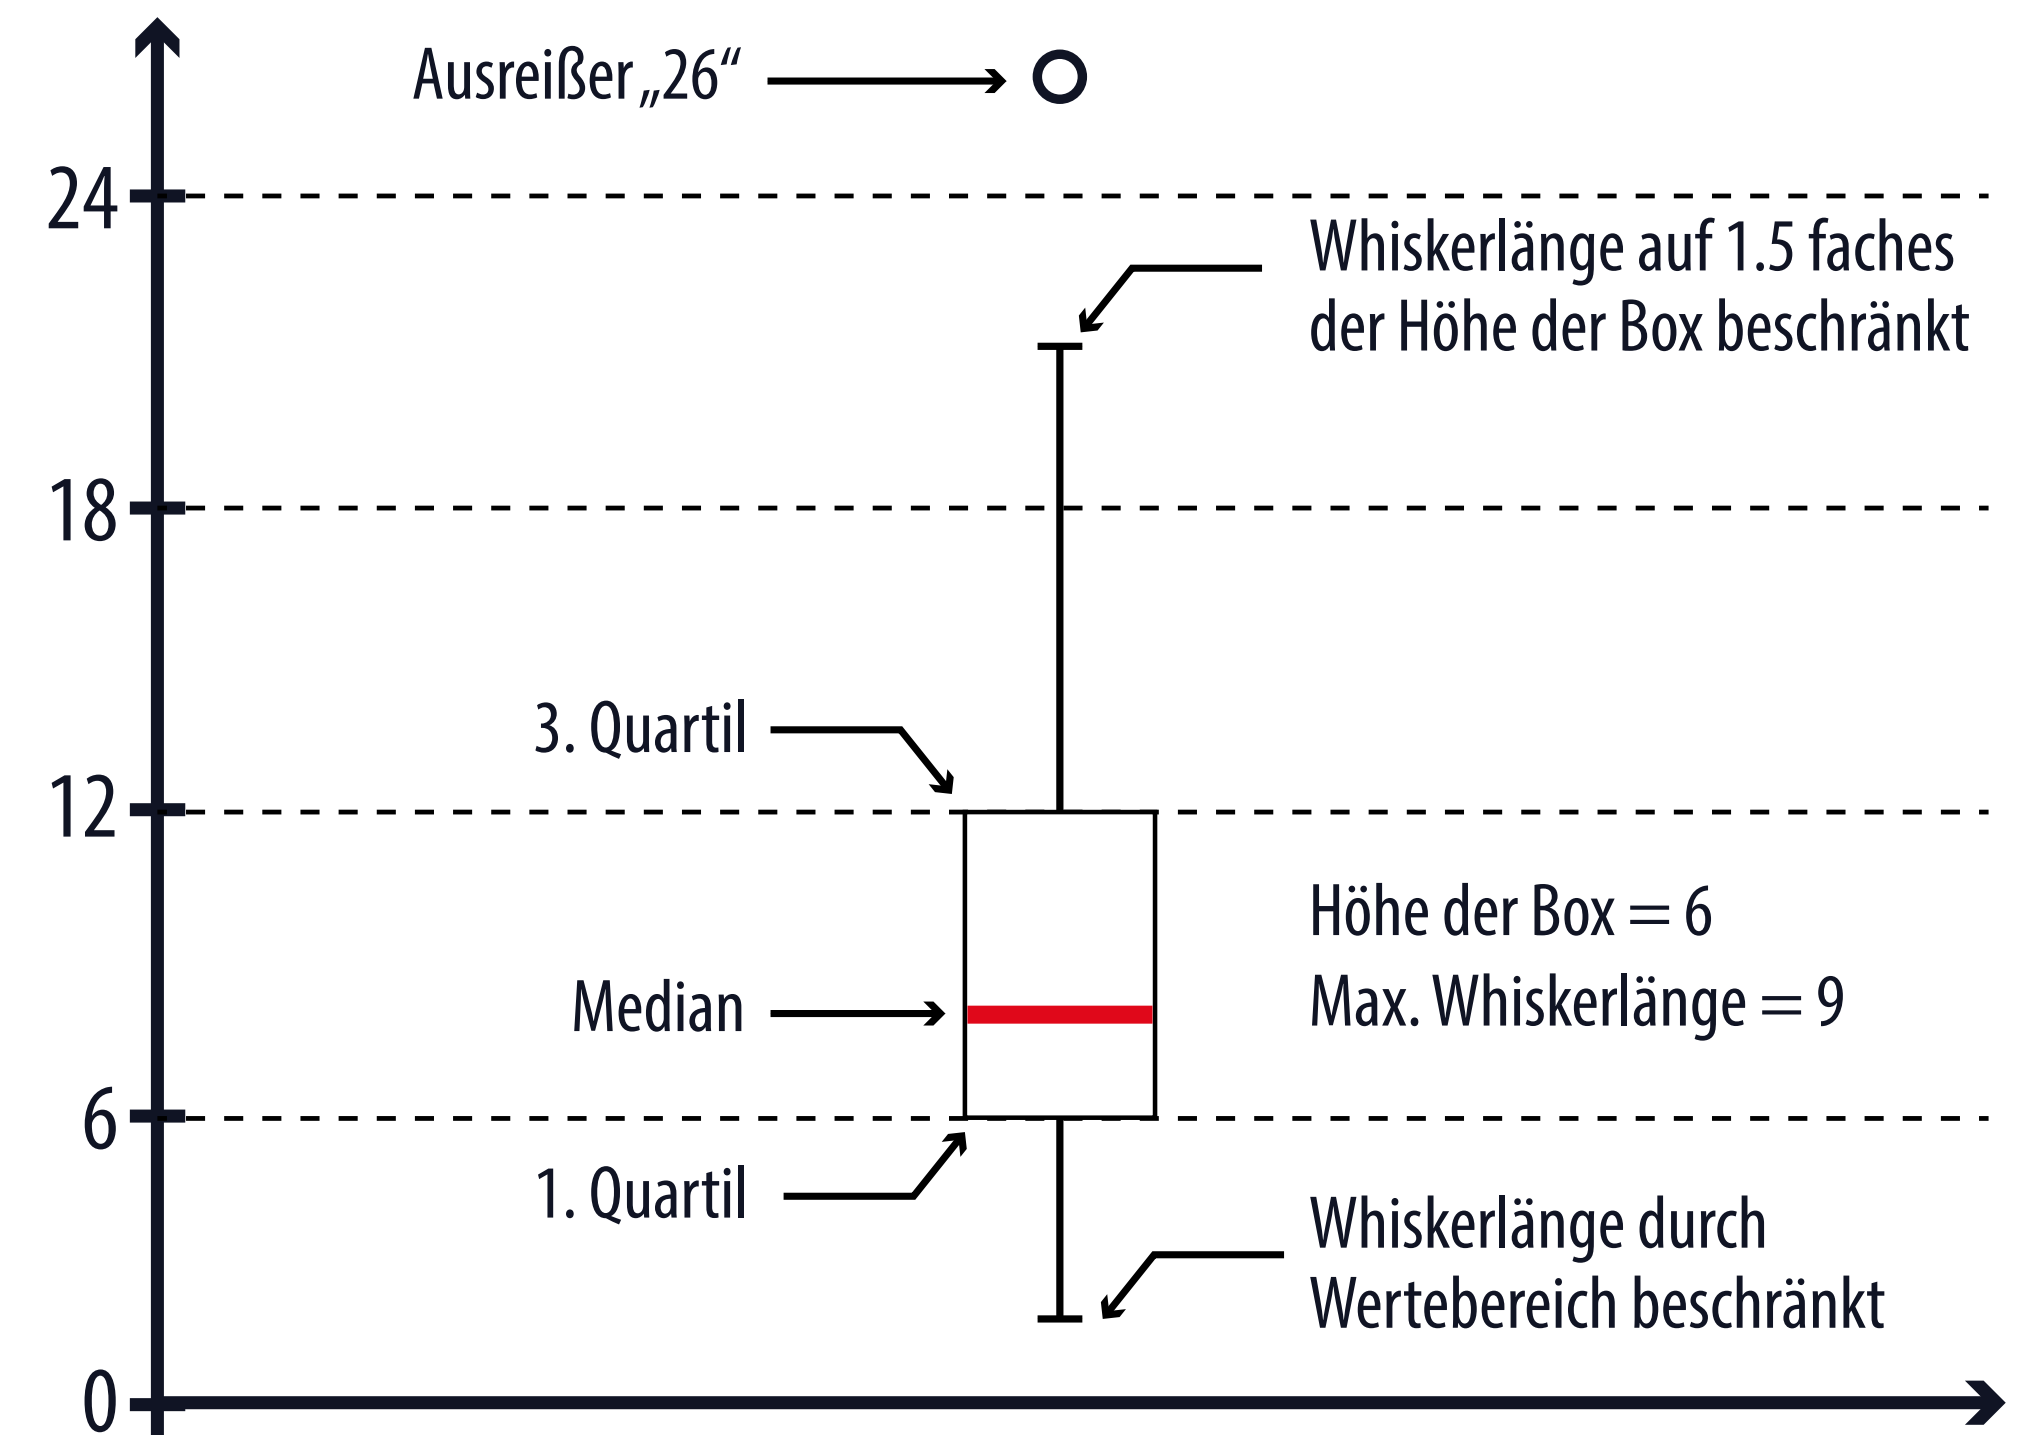 Ausreißer „26“
24
Whiskerlänge auf 1.5 faches
der Höhe der Box beschränkt
18
3. Quartil
12
Höhe der Box = 6
Median
Max. Whiskerlänge = 9
6
1. Quartil
Whiskerlänge durch
Wertebereich beschränkt
0